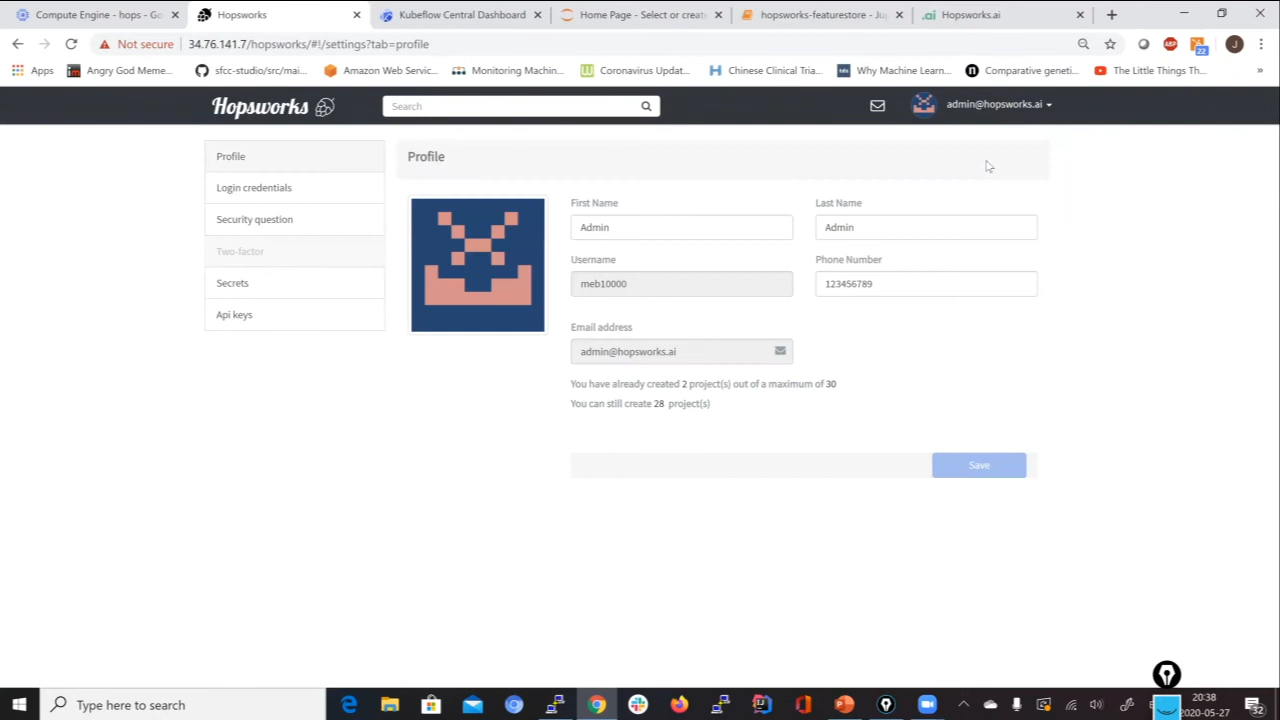 Compute Engine - hops - Go
Hopsworks
Kubeflow Central Dashboard
Home Page - Select or create
hopsworks-featurestore - Ju
.ai Hopsworks.ai
Not secure 34.76.141.7/hopsworks/#!/settings?tab=profile
22
J
Apps
Angry God Meme...
sfcc-studio/src/mai...
Amazon Web Servic...
Monitoring Machin...
Coronavirus Updat...
Chinese Clinical Tria...
Why Machine Learn...
Comparative geneti...
The Little Things Th...
»
Hopsworks
Search
admin@hopsworks.ai
Profile
Login credentials
Security question
Two-factor
Secrets
Api keys
Profile
First Name
Last Name
Admin
Admin
Username
Phone Number
meb10000
123456789
Email address
admin@hopsworks.ai
You have already created 2 project(s) out of a maximum of 30
You can still create 28 project(s)
Save
Type here to search
20:38
2020-05-27
32